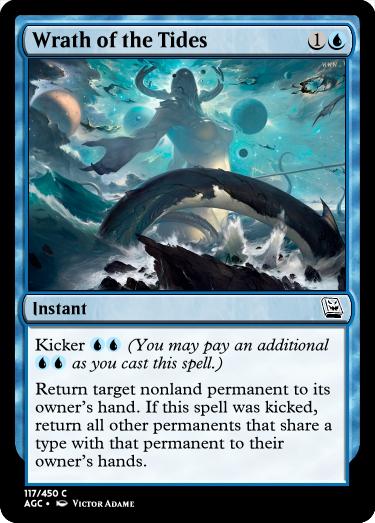 Wrath of the Tides 1
Instant
Kicker (You may pay an additional
as you cast this spell.)
Return target nonland permanent to its
owner's hand. If this spell was kicked,
return all other permanents that share a
type with that permanent to their
owner's hands.
117/450 C
AGC • Victor Adame